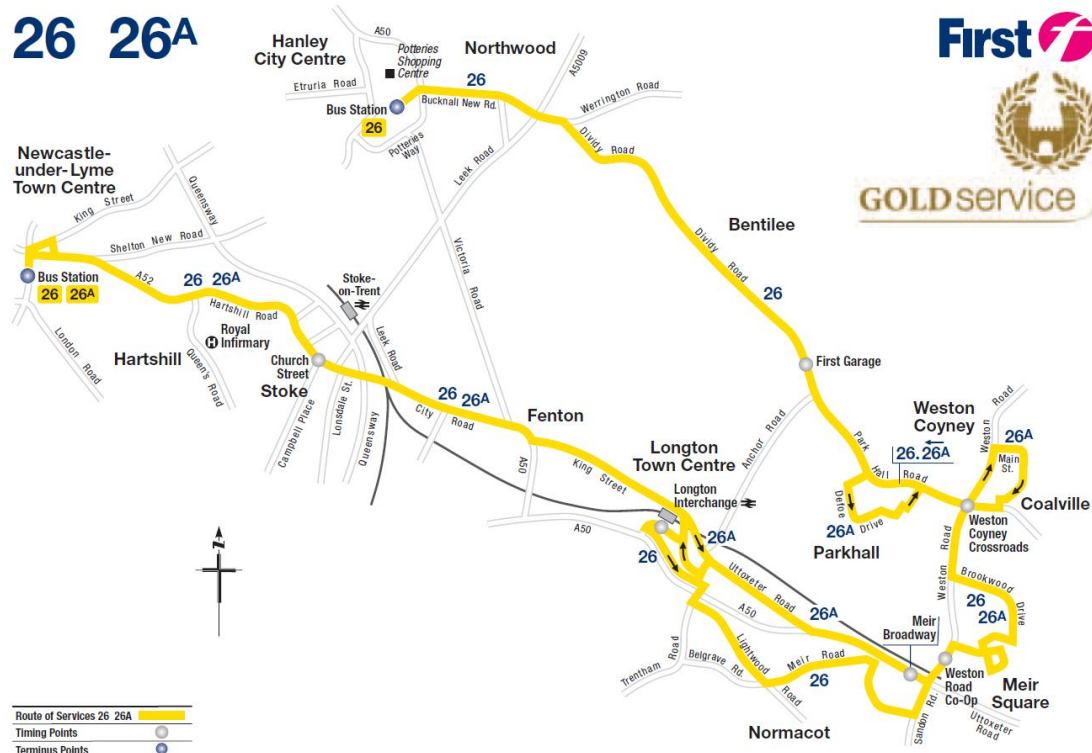 26 26A
First
GOLD service
Hanley
City Centre
A50
Potteries
Shopping
Centre
Northwood
A5009
Etruria Road
26
Werrington Road
Bus Station
26
Bucknall New Rd.
Potteries
Way
Dividy Road
Leek Road
Newcastle-
under-Lyme
Town Centre
Queensway
King Street
Shelton New Road
Bentilee
Dividy
Road
Victoria
Road
26
Bus Station
26 26A
A52
26 26A
Stoke-
on-Trent
Hartshill Road
Royal
Infirmary
H
London Road
Hartshill
Queen's Road
Church
Street
Stoke
Leek Road
First Garage
Campbell Place
Lonsdale St.
Queensway
26 26A
City
Road
Fenton
A50
King Street
Anchor Road
Park
Hall
Road
Weston
Coyney
26.26A
Weston
Road
26A
Main
St.
Longton
Town Centre
Longton
Interchange
Defoe
Drive
26A
Parkhall
Coalville
Weston
Coyney
Crossroads
A50
26
26A
Uttoxeter
Road
A50
26A
Weston Road
Brookwood
Drive
26
26A
Meir
Broadway
n
Trentham
Road
Belgrave Rd.
Lightwood
Road
Meir Road
26
Normacot
Sandon Rd.
Weston
Road
Co-Op
Meir
Square
Uttoxeter
Road
Route of Services 26 26A
Timing Points
Terminus Points